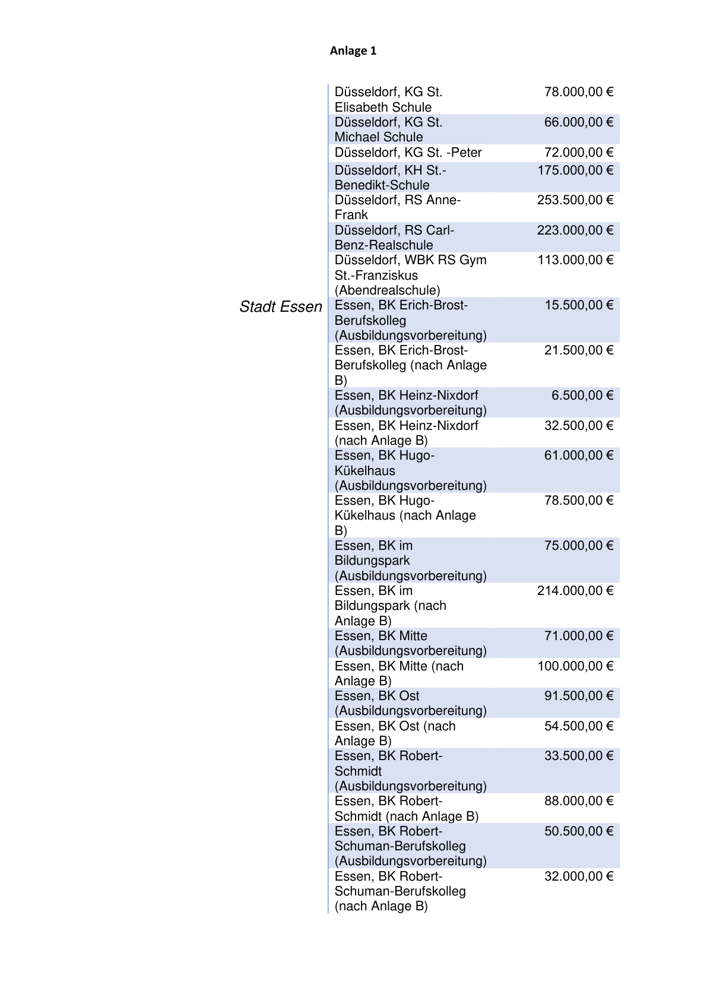 Anlage 1
Düsseldorf, KG St. 78.000,00 €
Elisabeth Schule
Düsseldorf, KG St. 66.000,00 €
Michael Schule
Düsseldorf, KG St. -Peter 72.000,00 €
Düsseldorf, KH St.- 175.000,00 €
Benedikt-Schule
Düsseldorf, RS Anne- 253.500,00 €
Frank
Düsseldorf, RS Carl- 223.000,00 €
Benz-Realschule
Düsseldorf, WBK RS Gym 113.000,00 €
St.-Franziskus
(Abendrealschule)
Stadt Essen Essen, BK Erich-Brost- 15.500,00 €
Berufskolleg
(Ausbildungsvorbereitung)
Essen, BK Erich-Brost- 21.500,00 €
Berufskolleg (nach Anlage
B)
Essen, BK Heinz-Nixdorf 6.500,00 €
(Ausbildungsvorbereitung)
Essen, BK Heinz-Nixdorf 32.500,00 €
(nach Anlage B)
Essen, BK Hugo- 61.000,00 €
Kükelhaus
(Ausbildungsvorbereitung)
Essen, BK Hugo- 78.500,00 €
Kükelhaus (nach Anlage
B)
Essen, BK im 75.000,00 €
Bildungspark
(Ausbildungsvorbereitung)
Essen, BK im 214.000,00 €
Bildungspark (nach
Anlage B)
Essen, BK Mitte 71.000,00 €
(Ausbildungsvorbereitung)
Essen, BK Mitte (nach 100.000,00 €
Anlage B)
Essen, BK Ost 91.500,00 €
(Ausbildungsvorbereitung)
Essen, BK Ost (nach 54.500,00 €
Anlage B)
Essen, BK Robert- 33.500,00 €
Schmidt
(Ausbildungsvorbereitung)
Essen, BK Robert- 88.000,00 €
Schmidt (nach Anlage B)
Essen, BK Robert- 50.500,00 €
Schuman-Berufskolleg
(Ausbildungsvorbereitung)
Essen, BK Robert- 32.000,00 €
Schuman-Berufskolleg
(nach Anlage B)